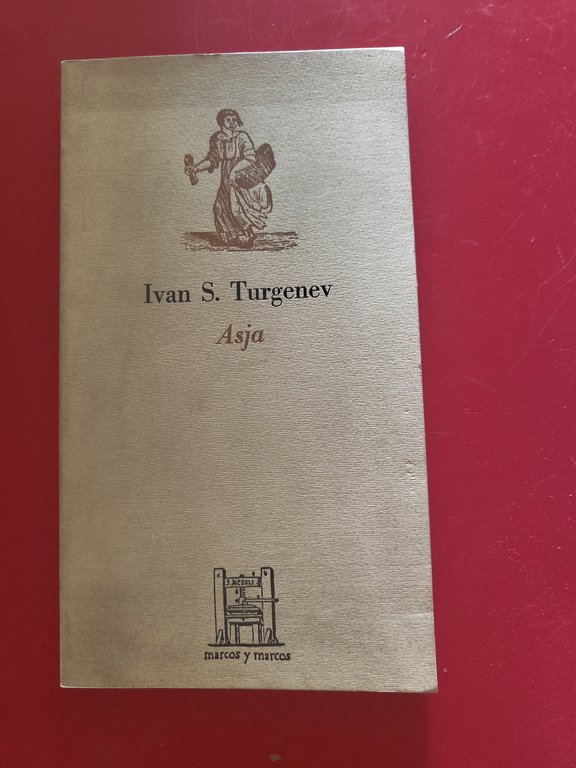 Ivan S. Turgenev
Asja
marcos y marcos